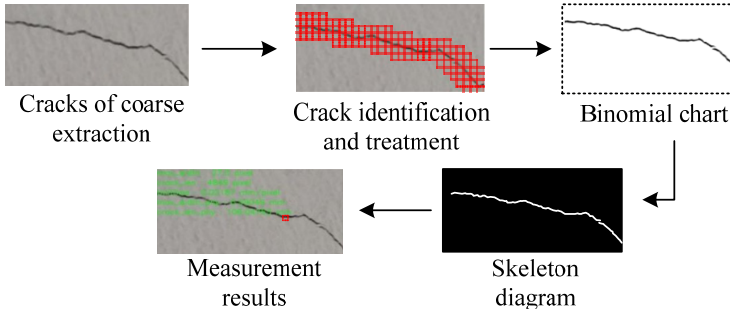 Cracks of coarse
extraction
Crack identification
and treatment
Binomial chart
Measurement
results
Skeleton
diagram